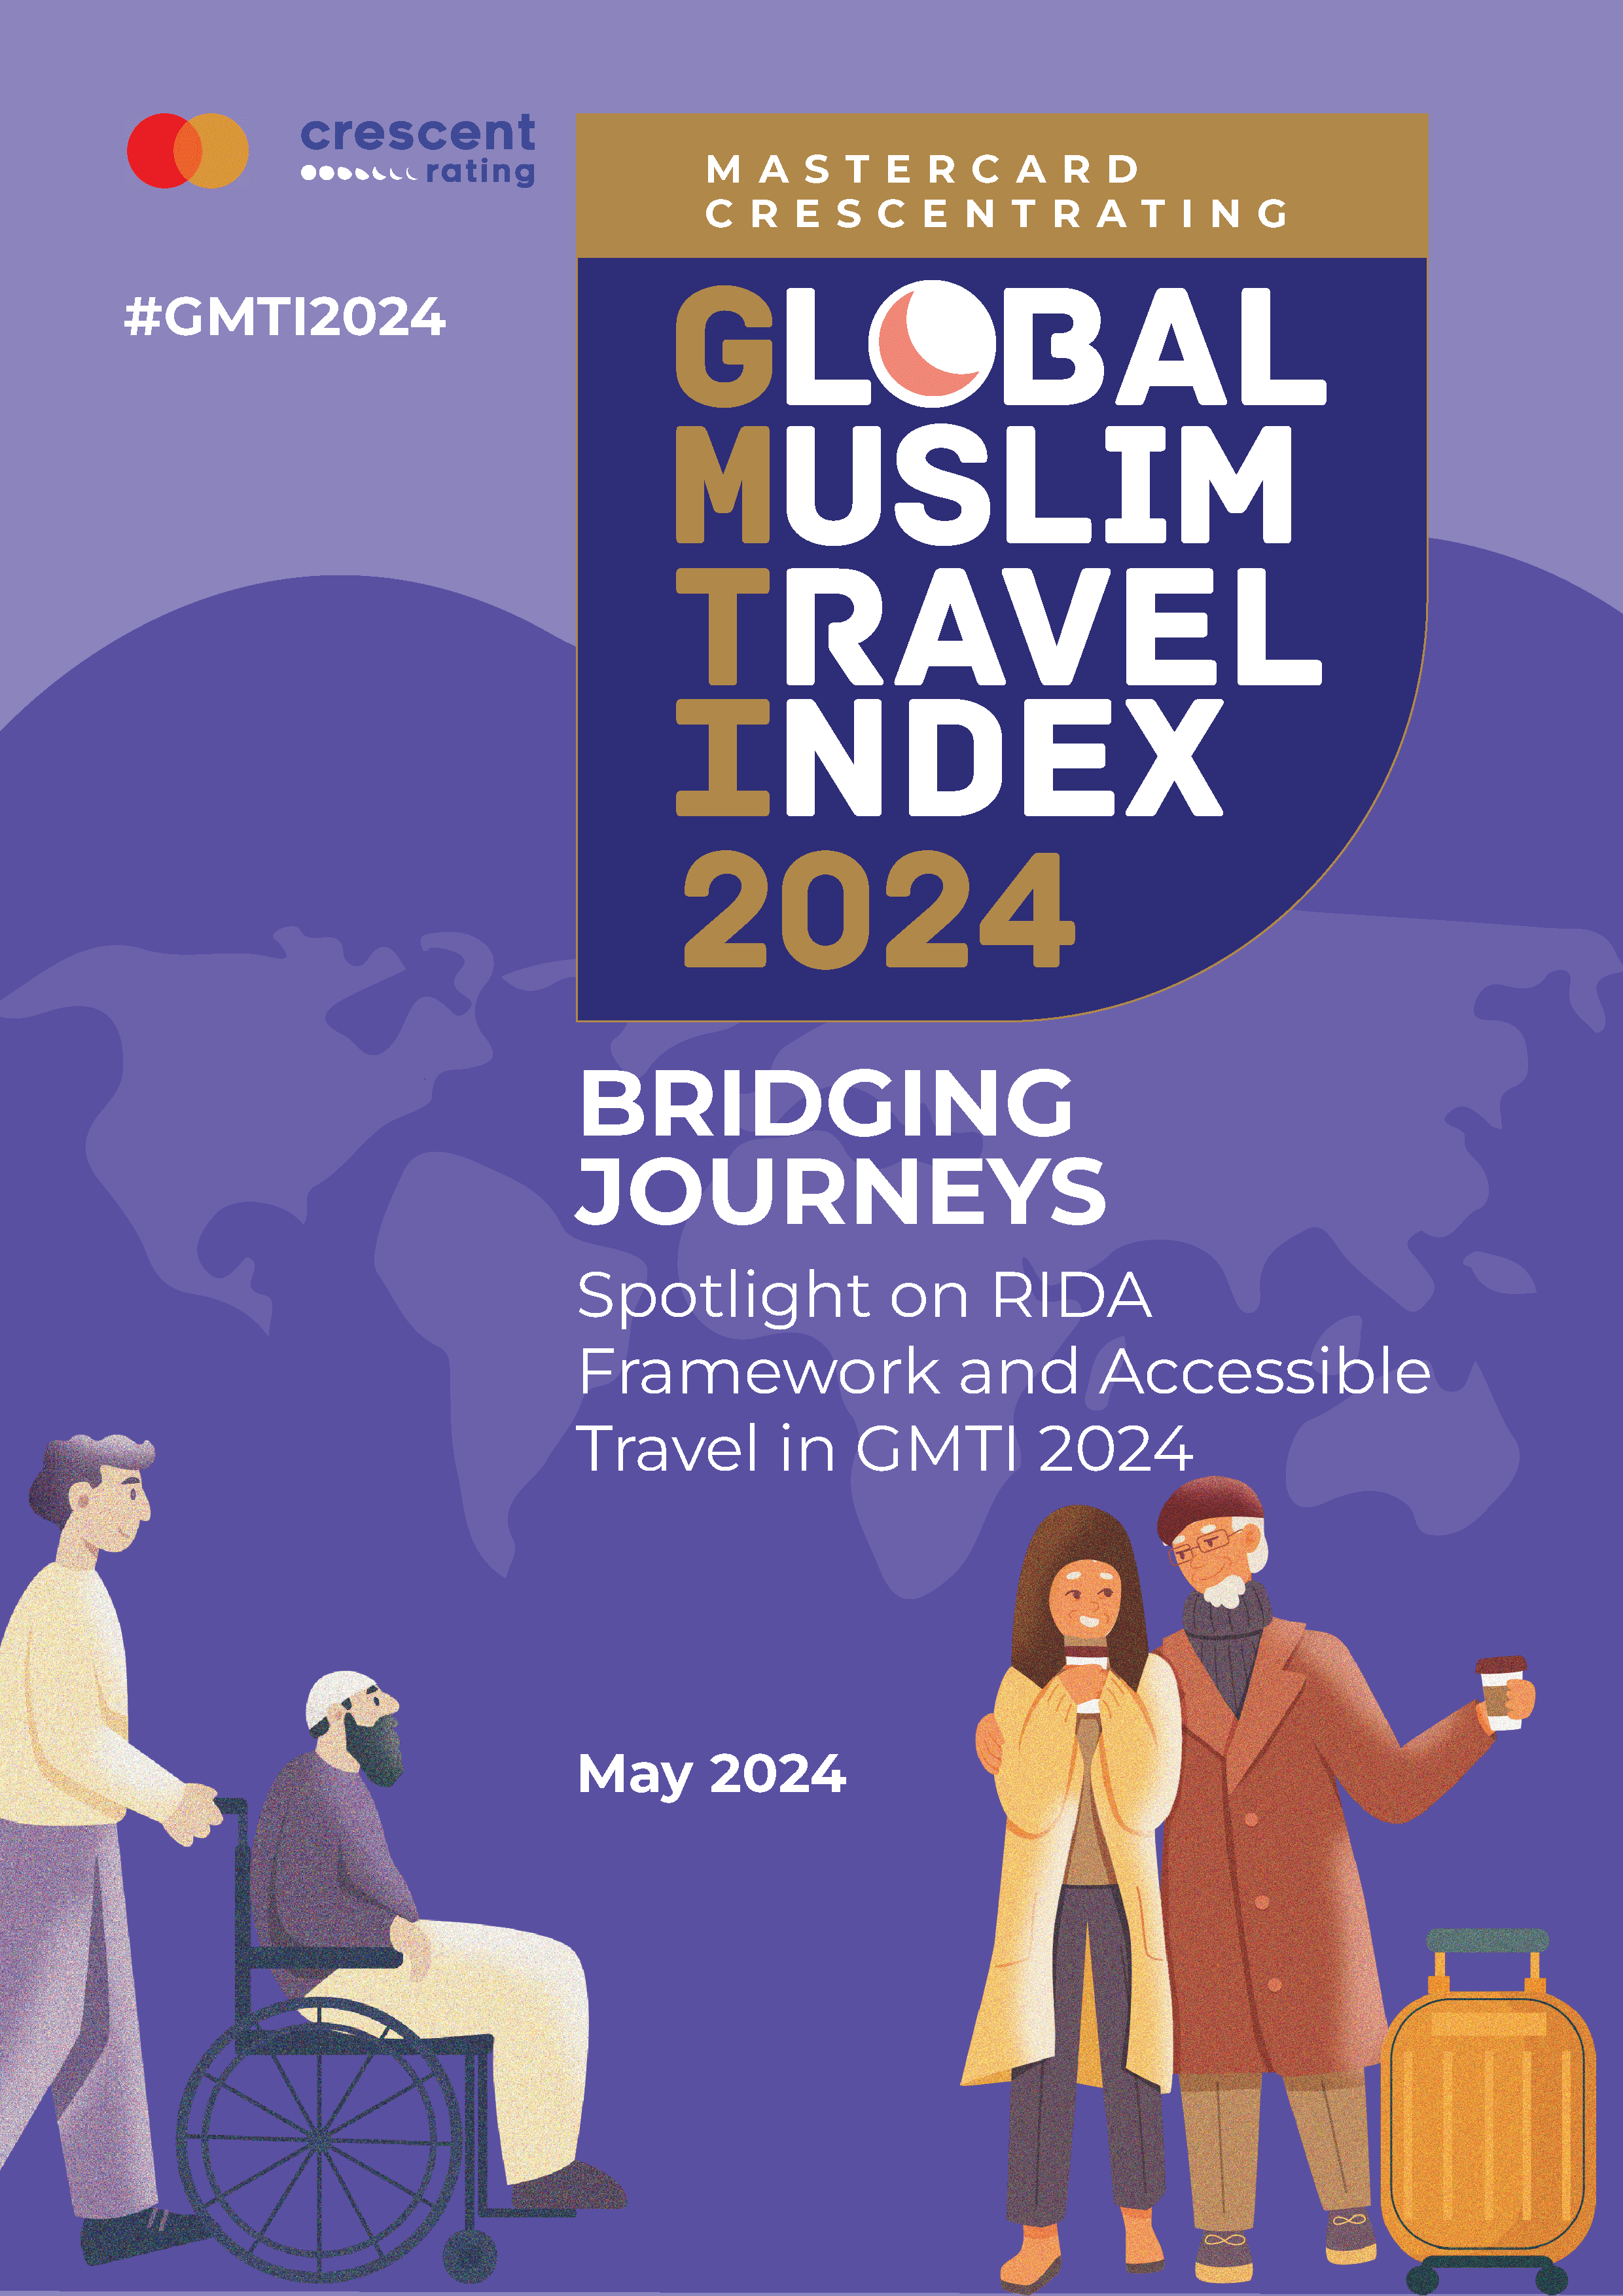 crescent
rating
#GMTI2024
MASTERCARD
CRESCENTRATING
GLOBAL
MUSLIM
TRAVEL
INDEX
2024
BRIDGING
JOURNEYS
Spotlight on RIDA
Framework and Accessible
Travel in GMTI 2024
May 2024